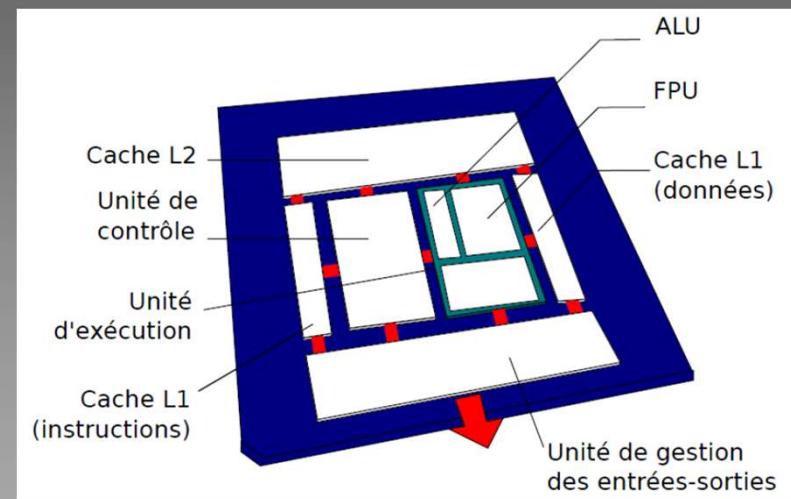 ALU
FPU
Cache L2
Cache L1
(données)
Unité de
contrôle
Unité
d'exécution
Cache L1
(instructions)
Unité de gestion
des entrées-sorties